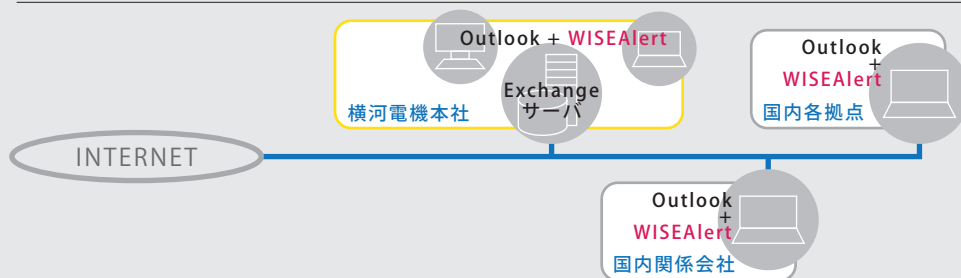 Outlook + WISEAlert
Exchange
サーバ
横河電機本社
Outlook
+
WISEAlert
国内各拠点
INTERNET
Outlook
+
WISEAlert
国内関係会社